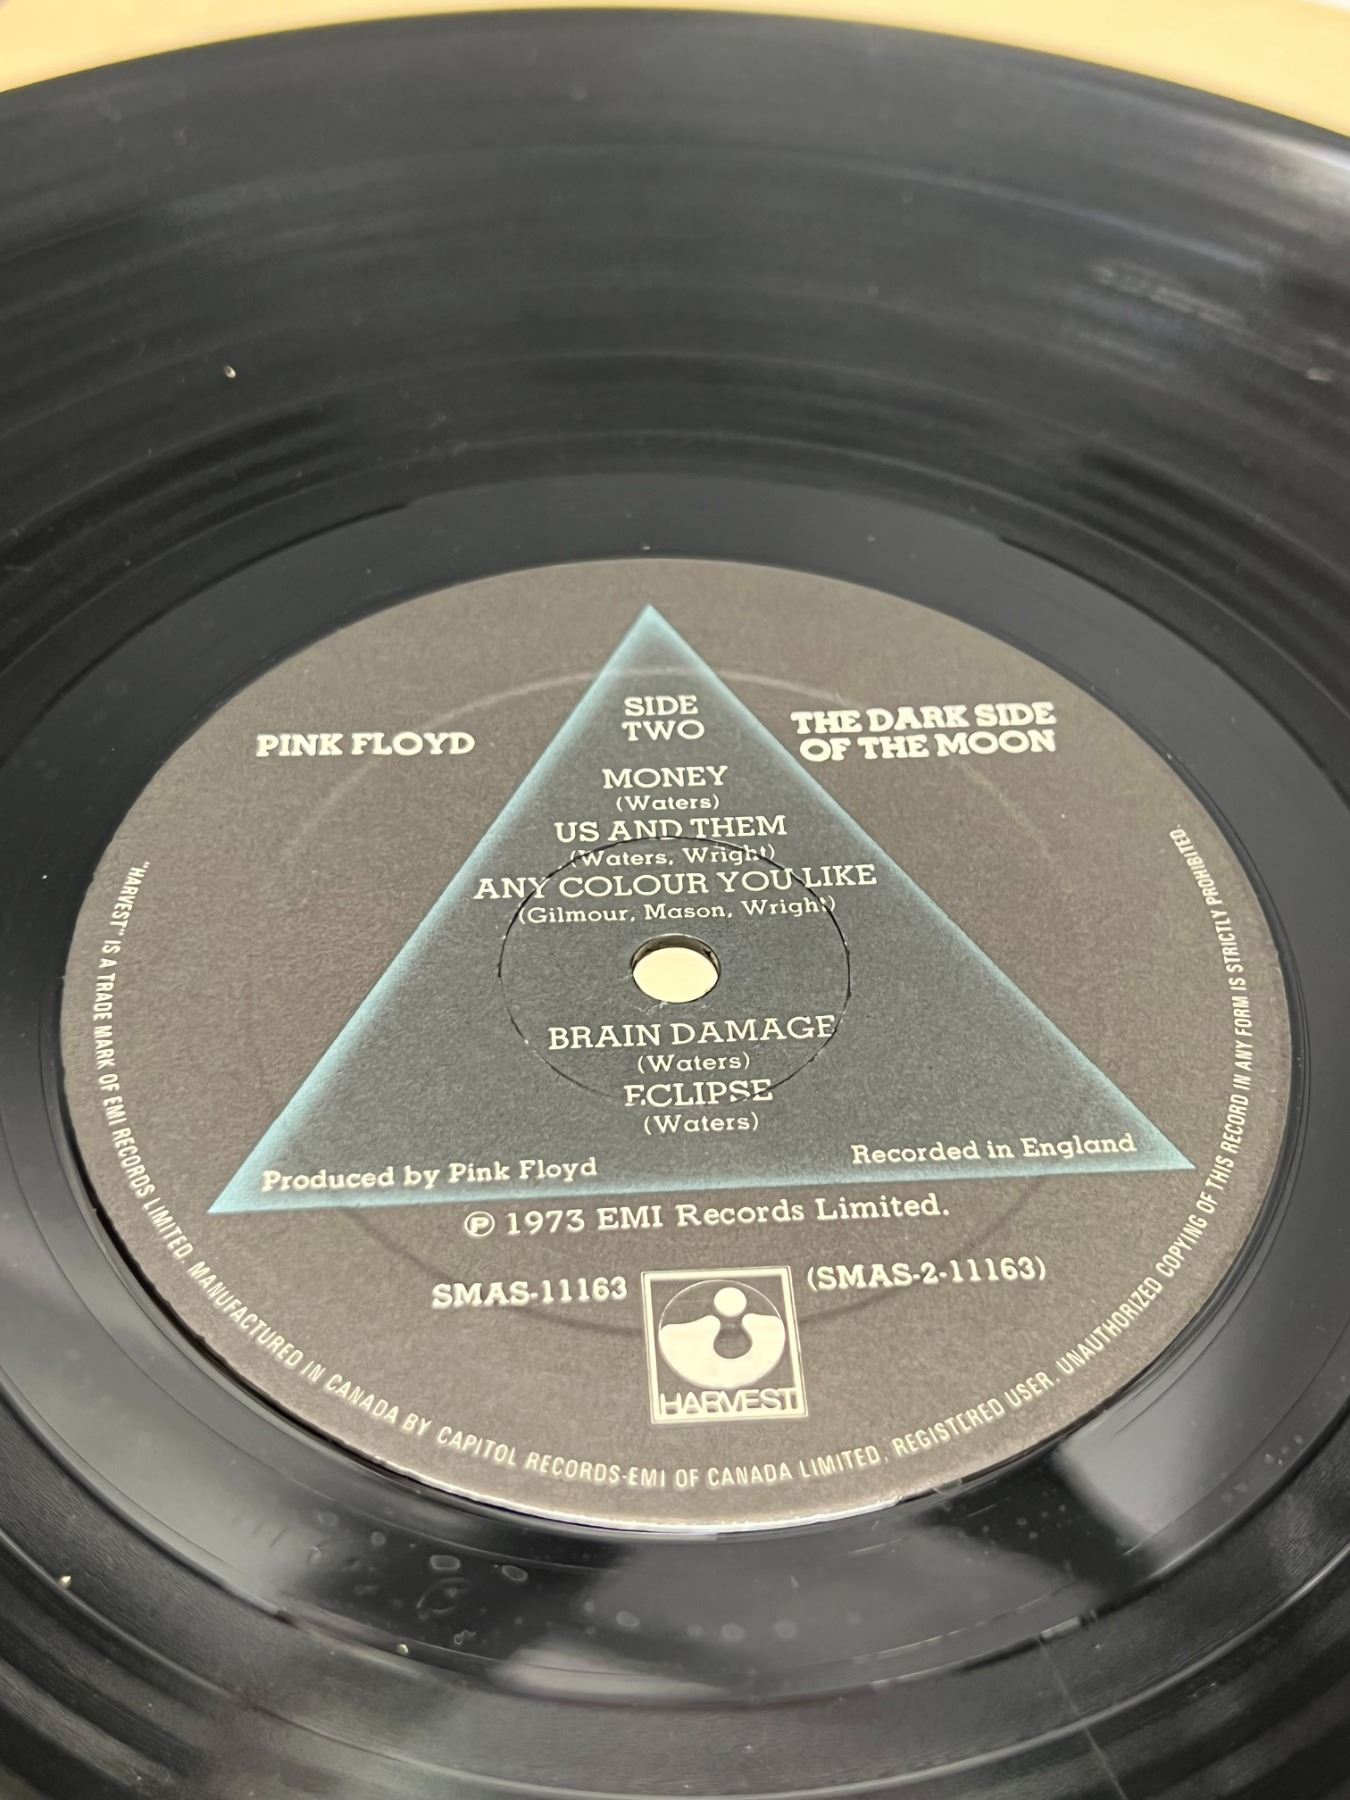 SIDE
TWO
PINK FLOYD
THE DARK SIDE
OF THE MOON
MONEY
(Waters)
US AND THEM
(Waters, Wright)
ANY COLOUR YOU LIKE
(Gilmour, Mason, Wright)
BRAIN DAMAGE
(Waters)
ECLIPSE
(Waters)
Produced by Pink Floyd
Recorded in England
℗ 1973 EMI Records Limited.
SMAS-11163
(SMAS-2-11163)
HARVEST
"HARVEST" IS A TRADE MARK OF EMI RECORDS LIMITED. MANUFACTURED IN CANADA BY CAPITOL RECORDS-EMI OF CANADA LIMITED, REGISTERED USER. UNAUTHORIZED COPYING OF THIS RECORD IN ANY FORM IS STRICTLY PROHIBITED.